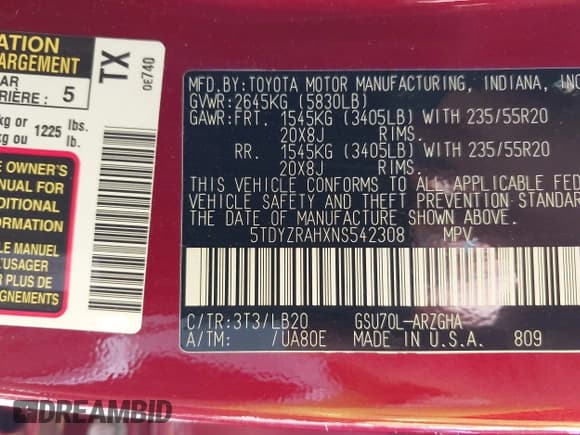 ATION
ARGEMENT
TX
0E740
AR
RIÈRE: 5
kg or 1225 lbs.
kg ou lb.
E OWNER'S
ANUAL FOR
DITIONAL
ORMATION
LE MANUEL
L'USAGER
R PLUS DE
IGNEMENTS
MFD.BY:TOYOTA MOTOR MANUFACTURING, INDIANA, INC
GVWR:2645KG (5830LB)
GAWR:FRT. 1545KG (3405LB) WITH 235/55R20
20X8J RIMS.
RR. 1545KG (3405LB) WITH 235/55R20
20X8J RIMS.
THIS VEHICLE CONFORMS TO ALL APPLICABLE FEDE
SAFETY AND THEFT PREVENTION STANDAR
THE DATE OF MANUFACTURE SHOWN ABOVE.
5TDYZRAHXNS542308 MPV
C/TR:3T3/LB20 GSU70L-ARZGHA
A/TM: /UA80E MADE IN U.S.A. 809
DREAMBID